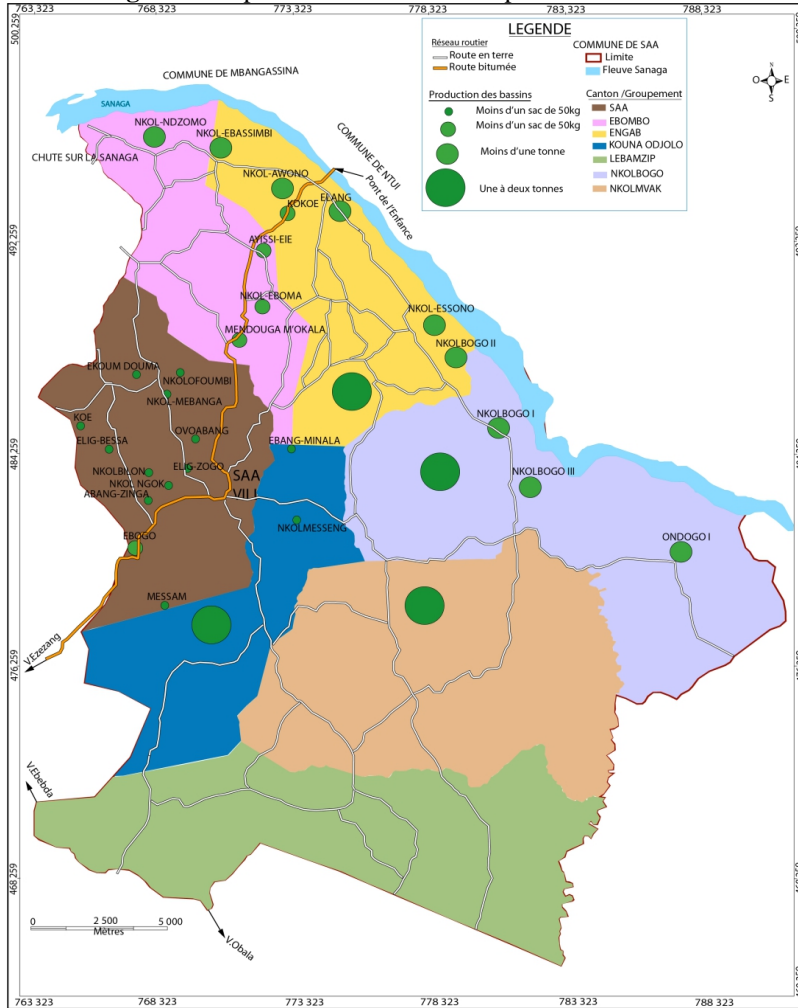 763 323
768 323
773 323
778 323
783,323
788 323
500 259
COMMUNE DE MBANGASSINA
SANAGA
NKOL-NDZOMO
NKOL-EBASSIMBI
CHUTE SUR LA SANAGA
COMMUNE DE NTUI
Pont de l'Enfance
NKOL-AWONO
KOKOE
ELANG
492 259
AYISSI-EIE
NKOL-EBOMA
MENDOUGA M'OKALA
NKOL-ESSONO
NKOLBOGO II
EKOUM DOUMA
NKOLOFOUMBI
NKOL-MEBANGA
KOE
OVOABANG
ELIG-BESSA
EBANG-MINALA
NKOLBOGO I
484 259
NKOLBILON
ELIG-ZOGO
SAA
VILL
NKOL NGOK
ABANG-ZINGA
NKOLBOGO III
NKOLMESSENG
EBOGO
ONDOGO I
MESSAM
V.Ezezang
476 259
V.Ebebda
468 259
V.Obala
0
2 500
5 000
Mètres
763 323
768 323
773 323
778 323
783 323
788 323
LEGENDE
Réseau routier
Route en terre
Route bitumée
COMMUNE DE SAA
Limite
Fleuve Sanaga
N
O
E
S
Production des bassins
Moins d'un sac de 50kg
Moins d'un sac de 50kg
Moins d'une tonne
Une à deux tonnes
Canton /Groupement
SAA
EBOMBO
ENGAB
KOUNA ODJOLO
LEBAMZIP
NKOLBOGO
NKOLMVAK